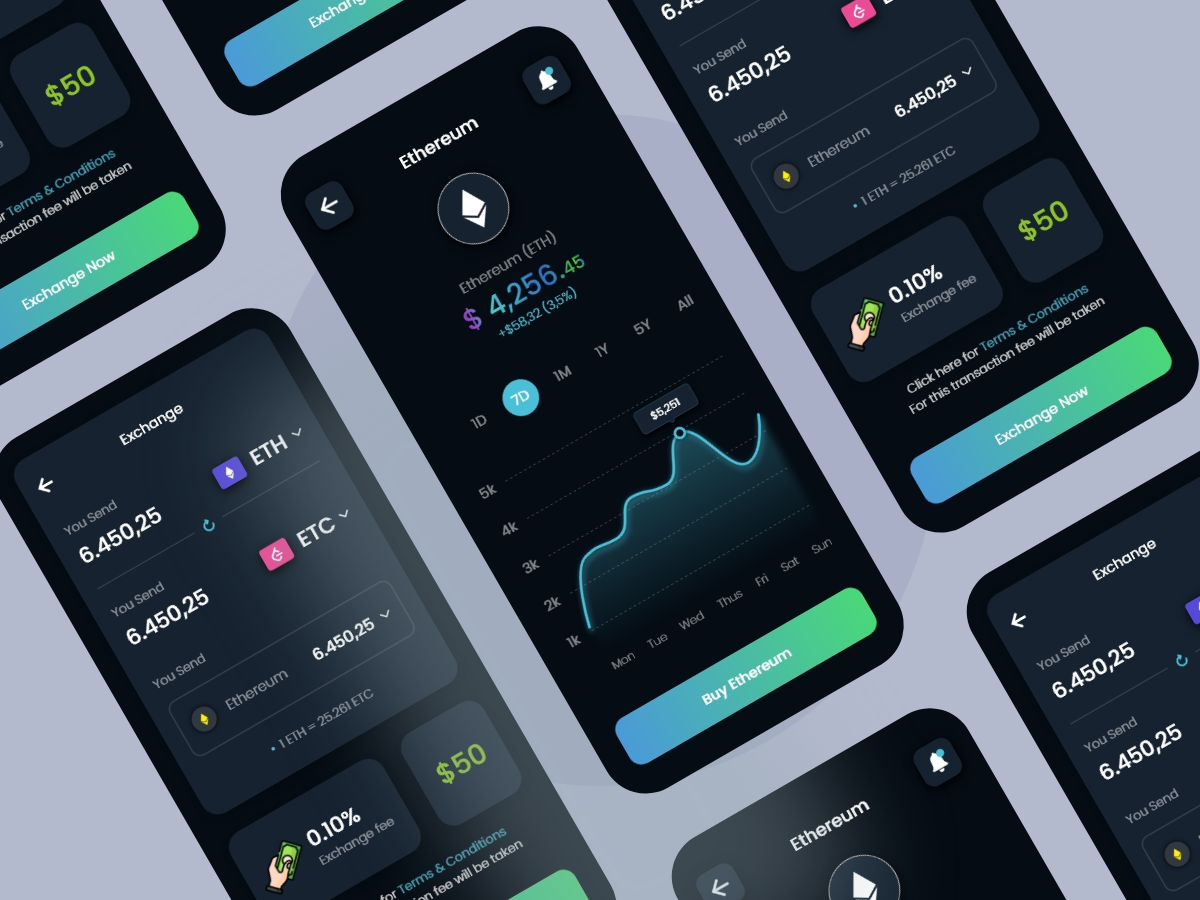 $50
Terms & Conditions
fee will be taken
Exchange Now
Ethereum
Ethereum (ETH)
$ 4,256.45
+$58,32 (3,5%)
1D
7D
1M
1Y
5Y
All
$5,251
5k
4k
3k
2k
1k
Mon
Tue
Wed
Thus
Fri
Sat
Sun
Buy Ethereum
You Send
6.450,25
You Send
Ethereum
6.450,25
1 ETH = 25.261 ETC
0.10%
Exchange fee
$50
Click here for Terms & Conditions
For this transaction fee will be taken
Exchange Now
Exchange
You Send
6.450,25
ETH
You Send
6.450,25
ETC
You Send
Ethereum
6.450,25
1 ETH = 25.261 ETC
0.10%
Exchange fee
$50
for Terms & Conditions
fee will be taken
Ethereum
Exchange
You Send
6.450,25
You Send
6.450,25
You Send